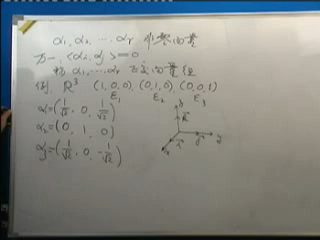 α₁, α₂, … αᵣ 非零向量
<αᵢ, αⱼ> = 0
称 α₁, … αᵣ 正交向量组
例. ℝ³ (1, 0, 0) (0, 1, 0) (0, 0, 1)
ε₁ ε₂ ε₃
α₁ = (1/√2, 0, 1/√2)
α₂ = (0, 1, 0)
α₃ = (1/√2, 0, -1/√2)